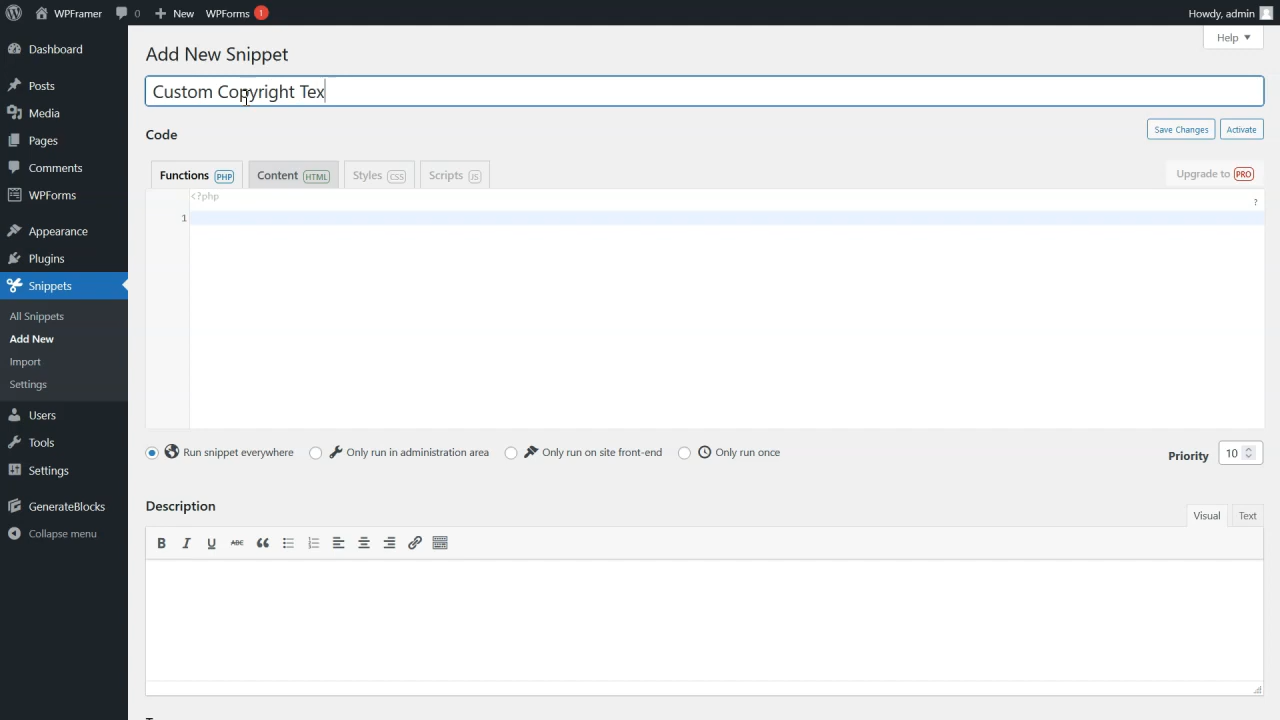 WPFramer 0 New WPForms 1 Howdy, admin
Help
Dashboard
Posts
Media
Pages
Comments
WPForms
Appearance
Plugins
Snippets
All Snippets
Add New
Import
Settings
Users
Tools
Settings
GenerateBlocks
Collapse menu
Add New Snippet
Custom Copyright Tex
Code
Save Changes Activate
Functions PHP Content HTML Styles CSS Scripts JS Upgrade to PRO
<?php
?
1
Run snippet everywhere Only run in administration area Only run on site front-end Only run once Priority 10
Description
Visual Text
B I U ABC